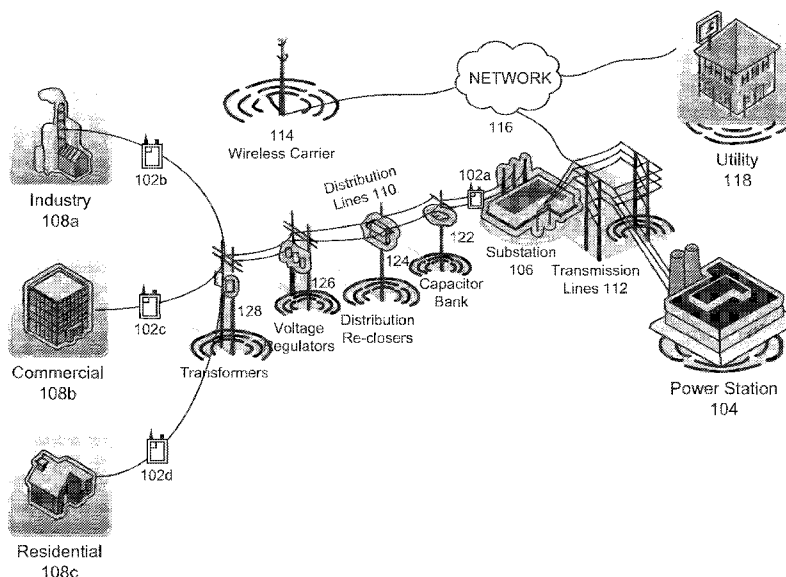 NETWORK
116
114
Wireless Carrier
Utility
118
102b
Industry
108a
Distribution
Lines 110
102a
Substation
106
Transmission
Lines 112
122
Capacitor
Bank
124
Distribution
Re-closers
126
Voltage
Regulators
128
Transformers
102c
Commercial
108b
Power Station
104
102d
Residential
108c